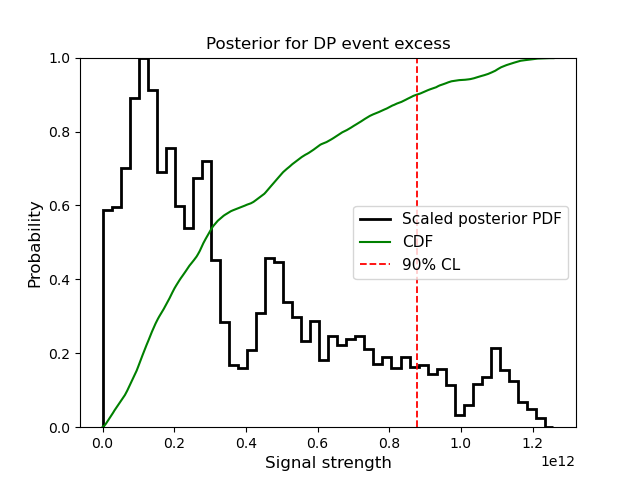 Posterior for DP event excess
Probability
1.0
0.8
0.6
0.4
0.2
0.0
Scaled posterior PDF
CDF
90% CL
0.0 0.2 0.4 0.6 0.8 1.0 1.2
1e12
Signal strength